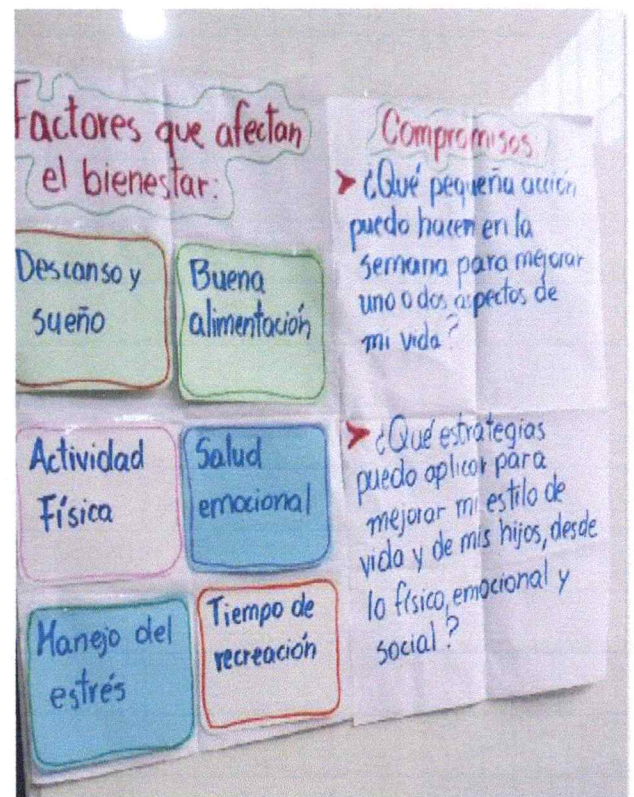 Factores que afectan
el bienestar:
Descanso y
sueño
Buena
alimentación
Actividad
Física
Salud
emocional
Manejo del
estrés
Tiempo de
recreación
Compromisos
➤ ¿Qué pequeña acción
puedo hacer en la
semana para mejorar
uno o dos aspectos de
mi vida?
➤ ¿Qué estrategias
puedo aplicar para
mejorar mi estilo de
vida y de mis hijos, desde
lo físico, emocional y
social?